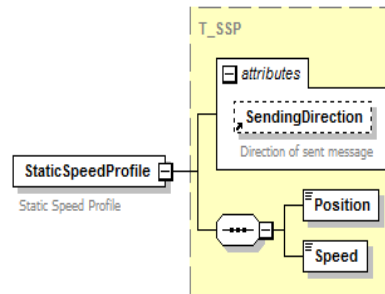 T_SSP
attributes
SendingDirection
Direction of sent message
StaticSpeedProfile
Static Speed Profile
Position
Speed